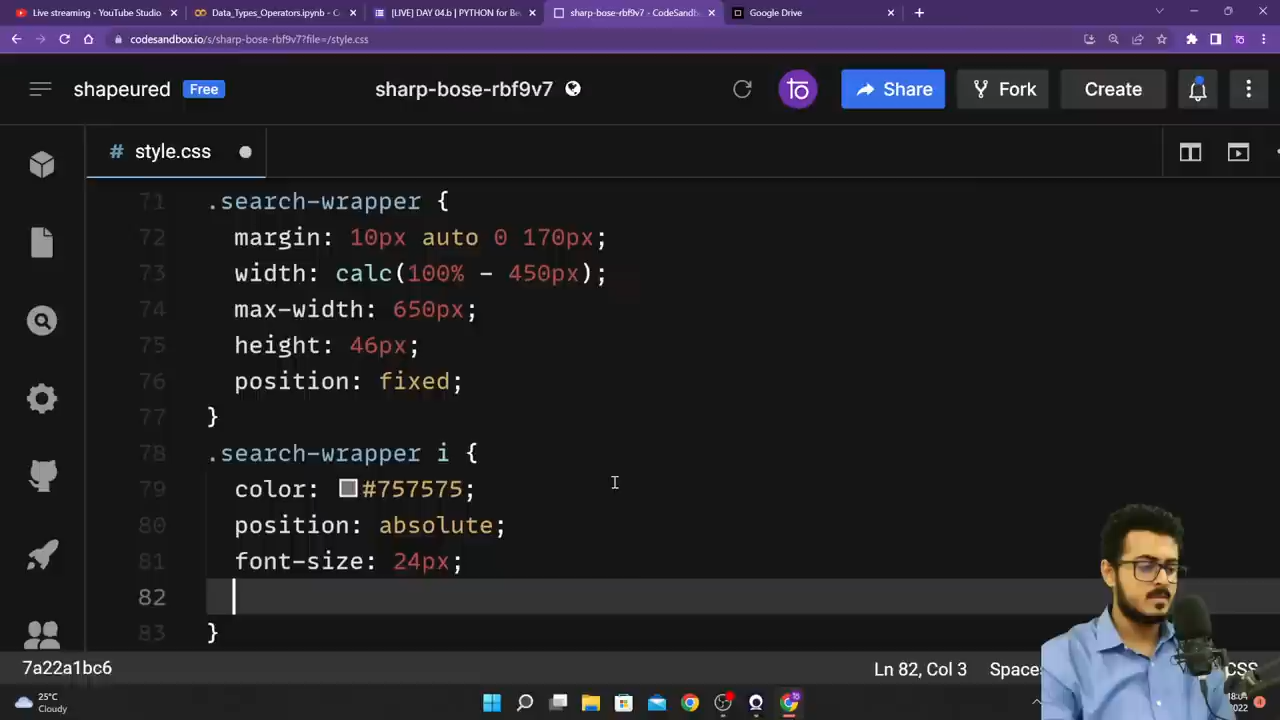 Live streaming - YouTube Studio
Data_Types_Operators.ipynb - C
[LIVE] DAY 04.b | PYTHON for Be
sharp-bose-rbf9v7 - CodeSandb
Google Drive
codesandbox.io/s/sharp-bose-rbf9v7?file=/style.css
shapeured Free
sharp-bose-rbf9v7
Share
Fork
Create
# style.css
71 .search-wrapper {
72 margin: 10px auto 0 170px;
73 width: calc(100% - 450px);
74 max-width: 650px;
75 height: 46px;
76 position: fixed;
77 }
78 .search-wrapper i {
79 color: #757575;
80 position: absolute;
81 font-size: 24px;
82
83 }
7a22a1bc6
Ln 82, Col 3
Space
CSS
25°C
Cloudy
2022